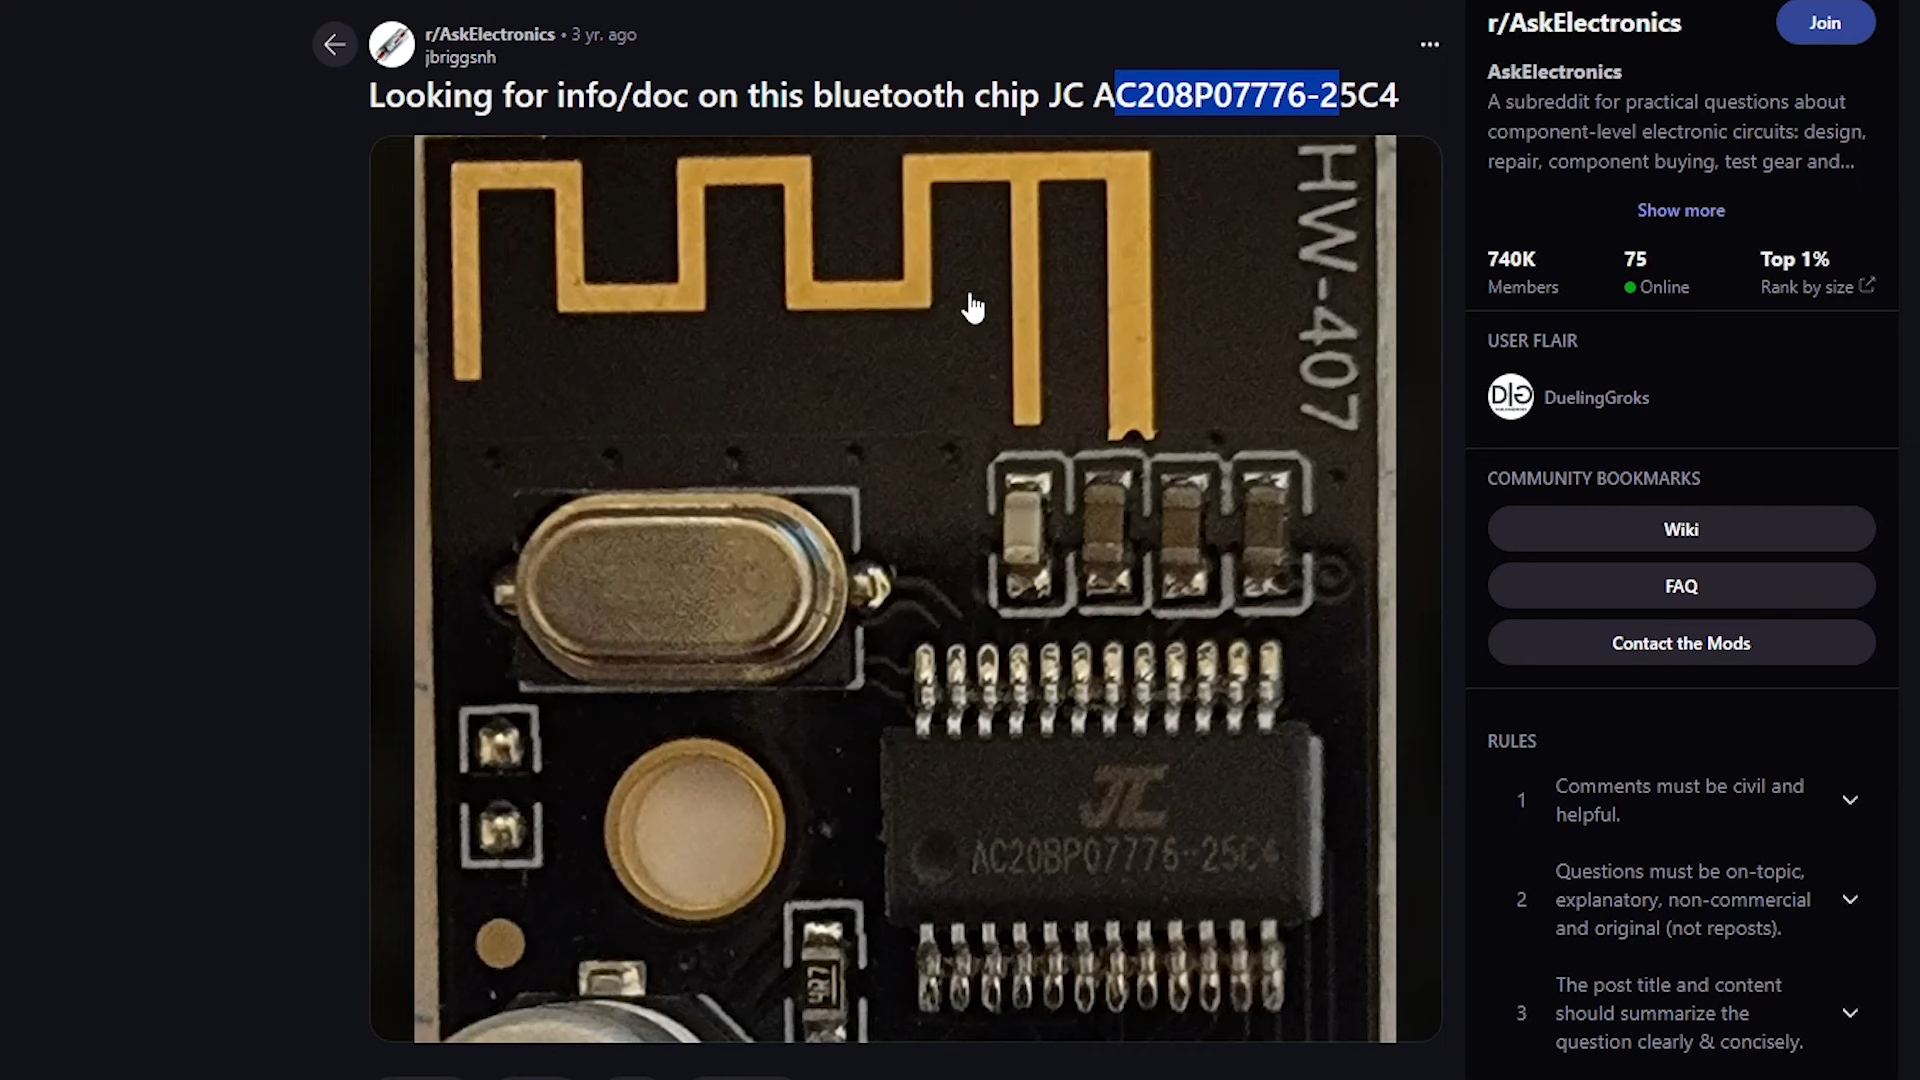 r/AskElectronics • 3 yr. ago
jbriggsnh
Looking for info/doc on this bluetooth chip JC AC208P07776-25C4
HW-407
JC
AC20BP07776-25C4
4R7
r/AskElectronics
Join
AskElectronics
A subreddit for practical questions about
component-level electronic circuits: design,
repair, component buying, test gear and...
Show more
740K
Members
75
Online
Top 1%
Rank by size
USER FLAIR
DIG
DuelingGroks
COMMUNITY BOOKMARKS
Wiki
FAQ
Contact the Mods
RULES
1
Comments must be civil and
helpful.
2
Questions must be on-topic,
explanatory, non-commercial
and original (not reposts).
3
The post title and content
should summarize the
question clearly & concisely.